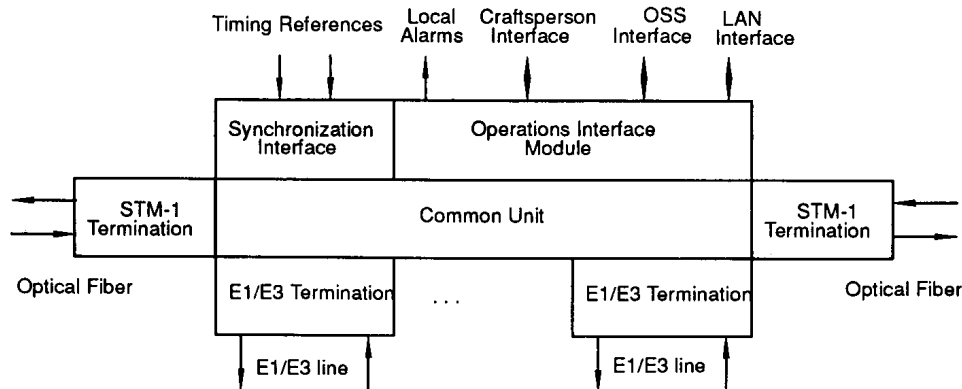 Timing References
Local
Alarms
Craftsperson
Interface
OSS
Interface
LAN
Interface
Synchronization
Interface
Operations Interface
Module
STM-1
Termination
Common Unit
STM-1
Termination
Optical Fiber
E1/E3 Termination
. . .
E1/E3 Termination
Optical Fiber
E1/E3 line
E1/E3 line